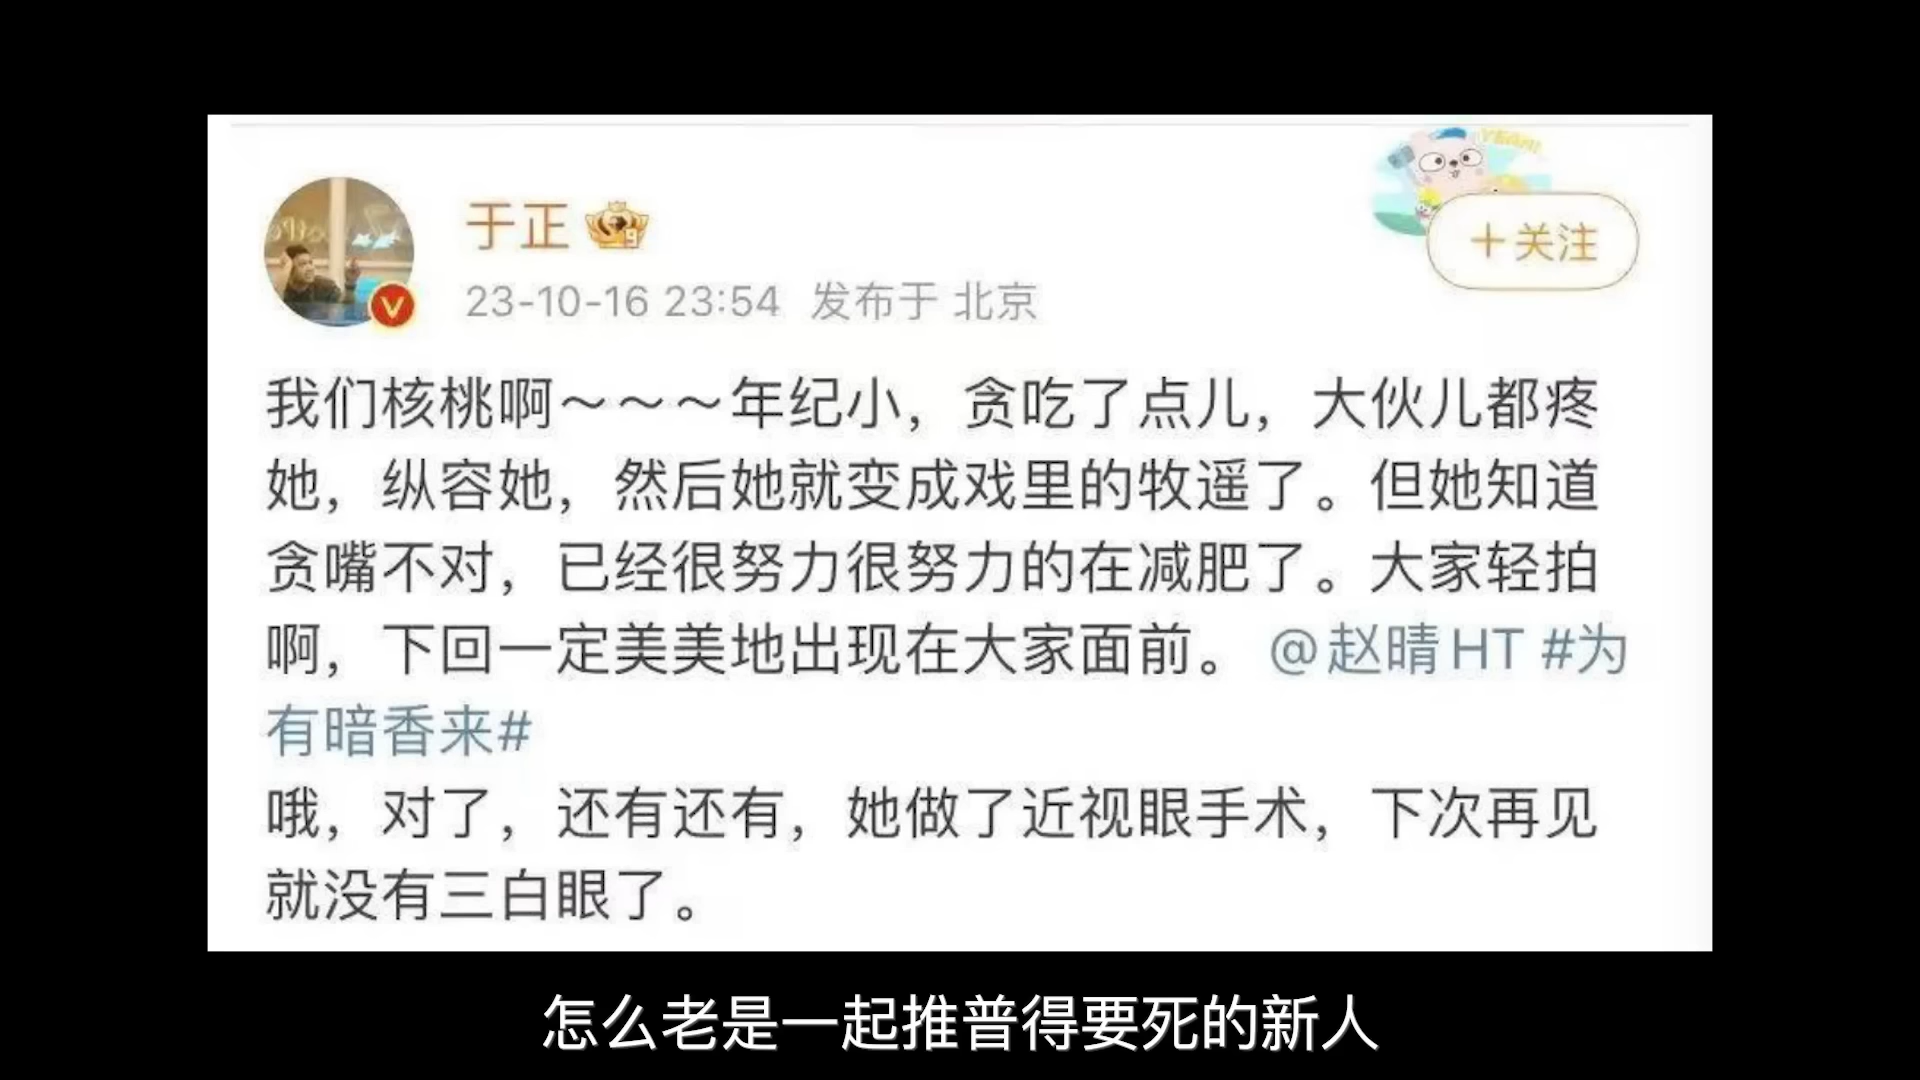 于正
23-10-16 23:54 发布于 北京
YEAH!
+关注
我们核桃啊～～～年纪小，贪吃了点儿，大伙儿都疼
她，纵容她，然后她就变成戏里的牧遥了。但她知道
贪嘴不对，已经很努力很努力的在减肥了。大家轻拍
啊，下回一定美美地出现在大家面前。 @赵晴HT #为
有暗香来#
哦，对了，还有还有，她做了近视眼手术，下次再见
就没有三白眼了。
怎么老是一起推普得要死的新人